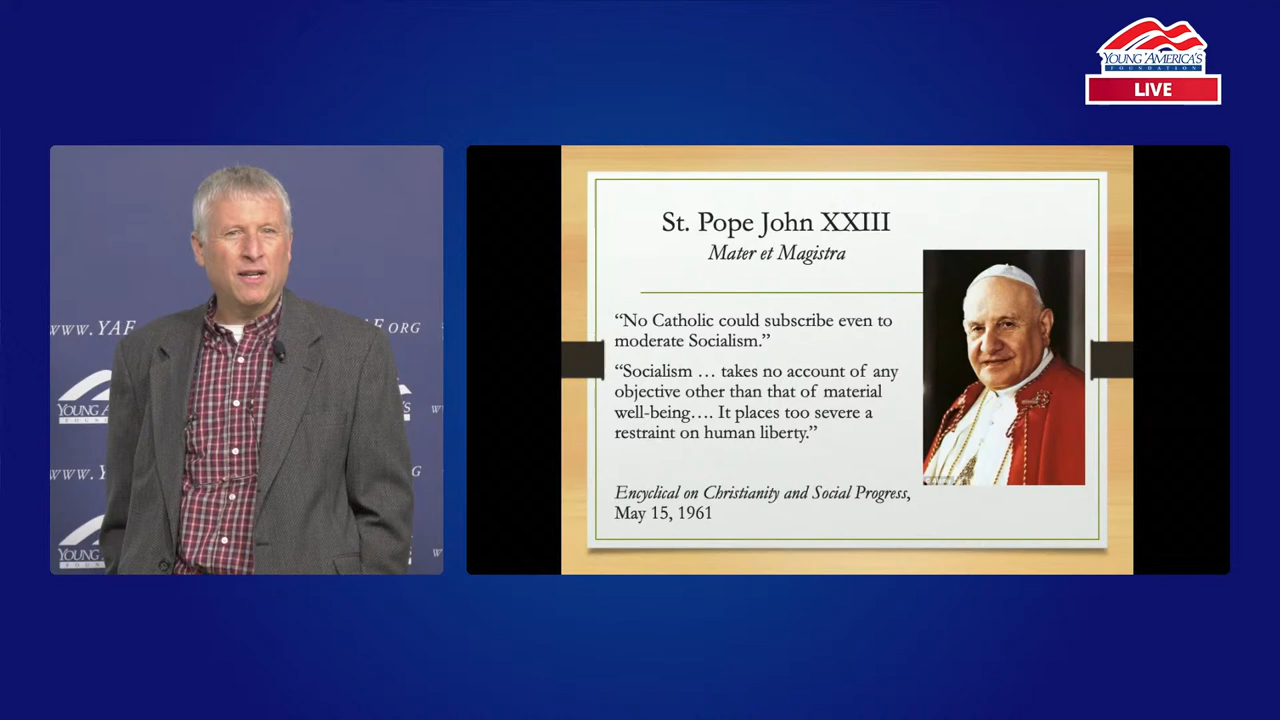 YOUNG AMERICA'S
FOUNDATION
LIVE
St. Pope John XXIII
Mater et Magistra
“No Catholic could subscribe even to
moderate Socialism.”
“Socialism … takes no account of any
objective other than that of material
well-being…. It places too severe a
restraint on human liberty.”
Encyclical on Christianity and Social Progress,
May 15, 1961
WWW.YAF
F.ORG
YOUNG